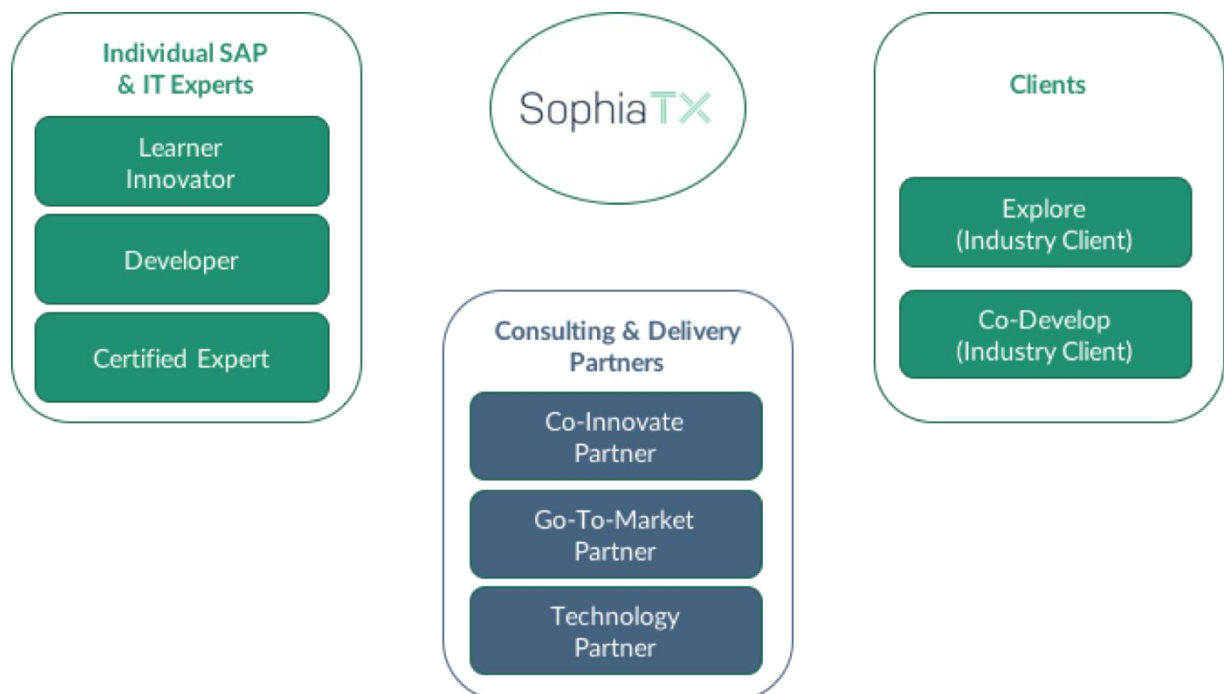 Individual SAP
& IT Experts
Learner
Innovator
Developer
Certified Expert
SophiaTX
Consulting & Delivery
Partners
Co-Innovate
Partner
Go-To-Market
Partner
Technology
Partner
Clients
Explore
(Industry Client)
Co-Develop
(Industry Client)